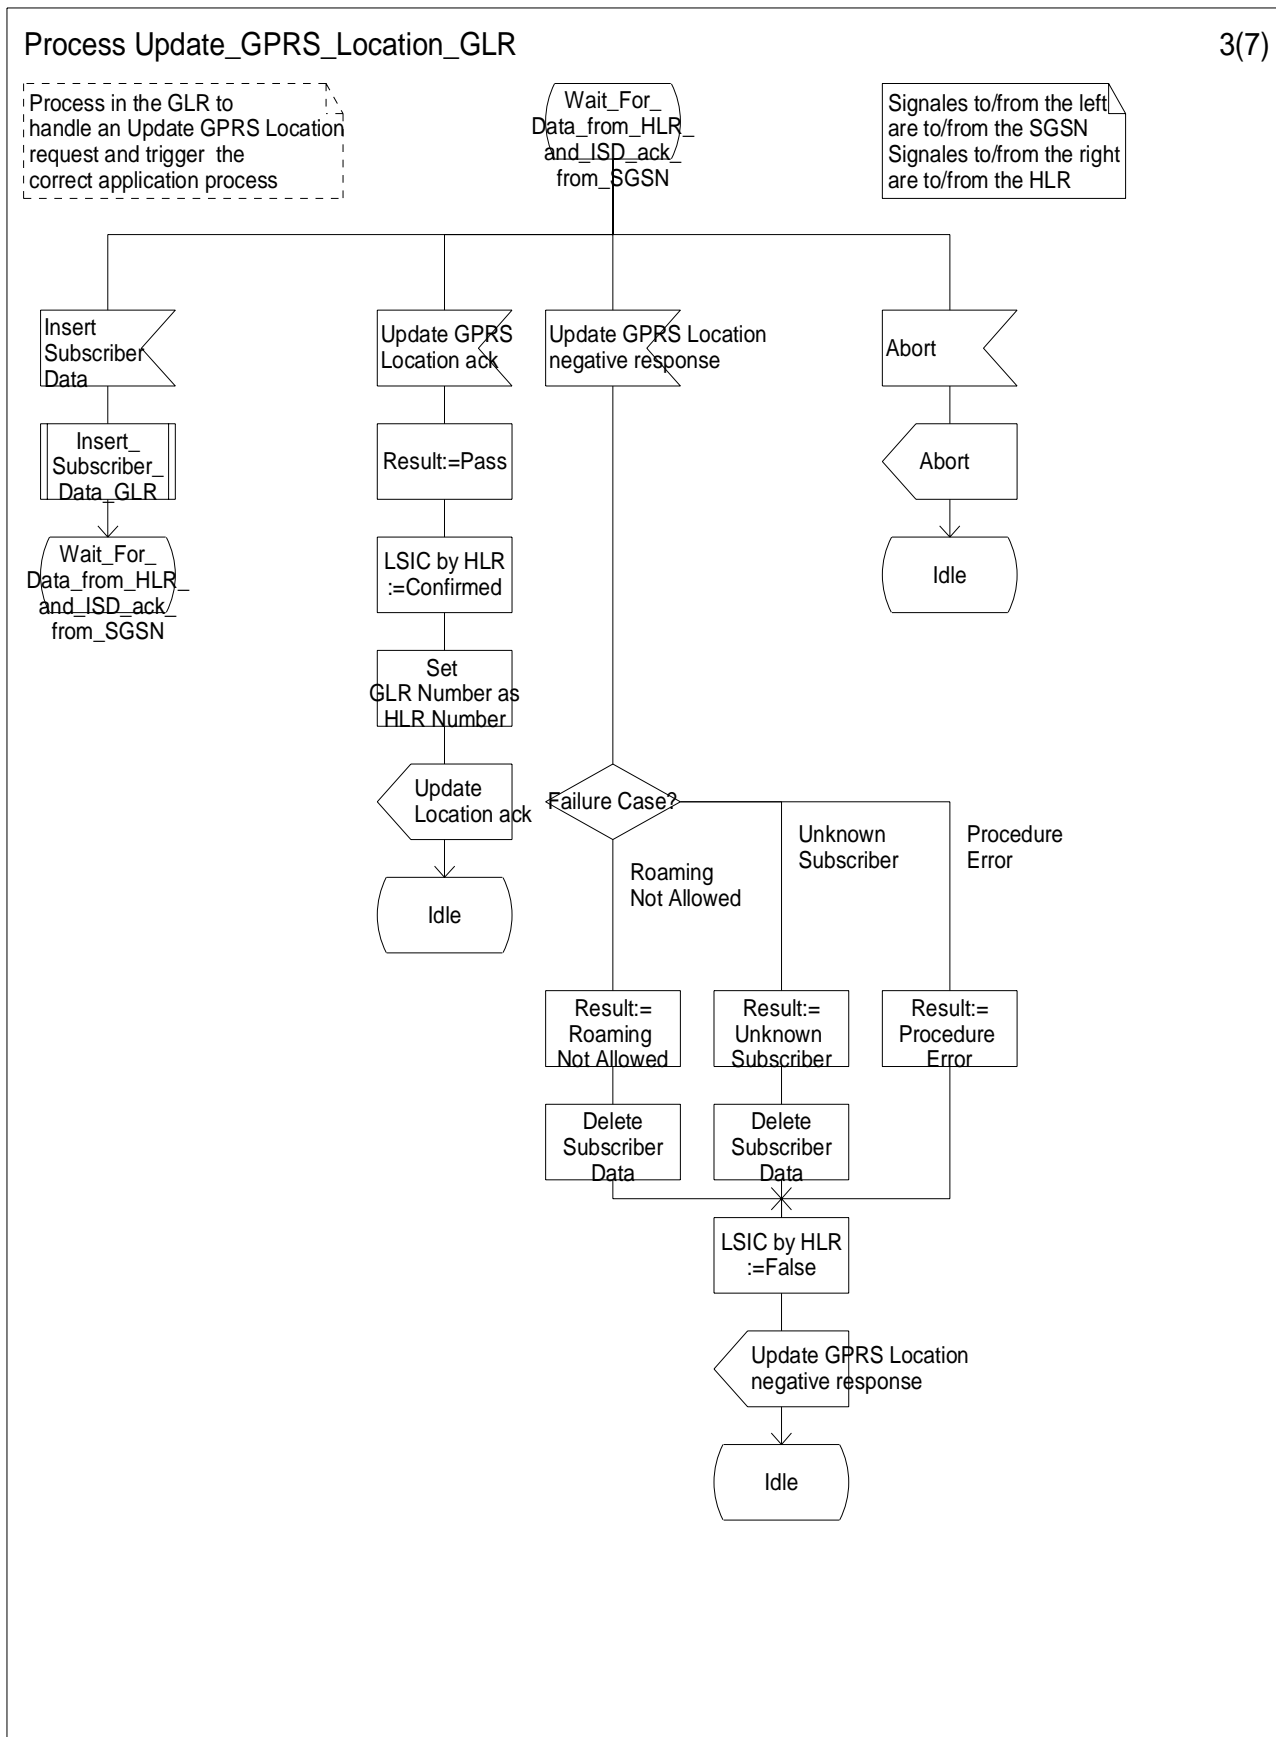 Process Update_GPRS_Location_GLR
3(7)
Process in the GLR to
handle an Update GPRS Location
request and trigger  the
correct application process
Wait_For_
Data_from_HLR_
and_ISD_ack_
from_SGSN
Signales to/from the left
are to/from the SGSN
Signales to/from the right
are to/from the HLR
Insert
Subscriber
Data
Update GPRS
Location ack
Update GPRS Location
negative response
Abort
Insert_
Subscriber_
Data_GLR
Result:=Pass
Abort
Wait_For_
Data_from_HLR_
and_ISD_ack_
from_SGSN
LSIC by HLR
:=Confirmed
Idle
Set
GLR Number as
HLR Number
Update
Location ack
Failure Case?
Unknown
Subscriber
Procedure
Error
Roaming
Not Allowed
Idle
Result:=
Roaming
Not Allowed
Result:=
Unknown
Subscriber
Result:=
Procedure
Error
Delete
Subscriber
Data
Delete
Subscriber
Data
LSIC by HLR
:=False
Update GPRS Location
negative response
Idle